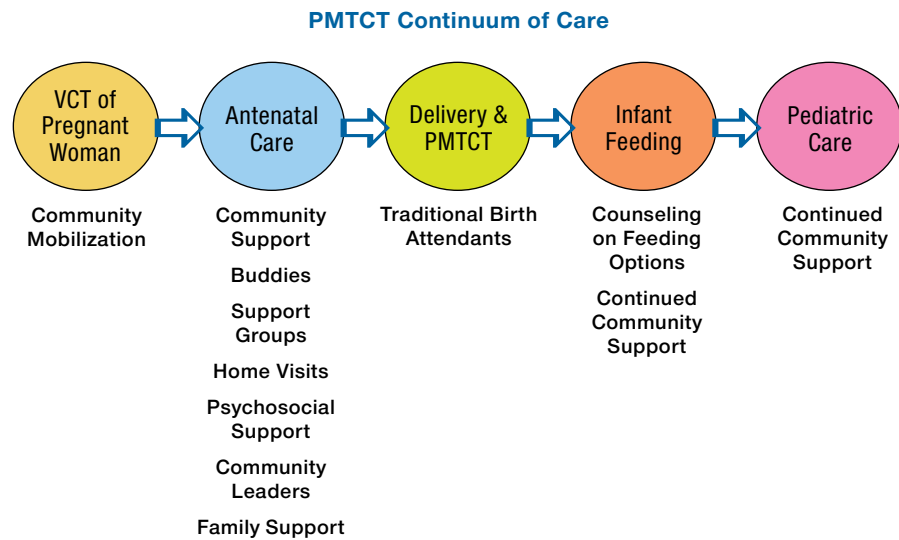 PMTCT Continuum of Care
VCT of
Pregnant
Woman
Antenatal
Care
Delivery &
PMTCT
Infant
Feeding
Pediatric
Care
Community
Mobilization
Community
Support
Buddies
Support
Groups
Home Visits
Psychosocial
Support
Community
Leaders
Family Support
Traditional Birth
Attendants
Counseling
on Feeding
Options
Continued
Community
Support
Continued
Community
Support